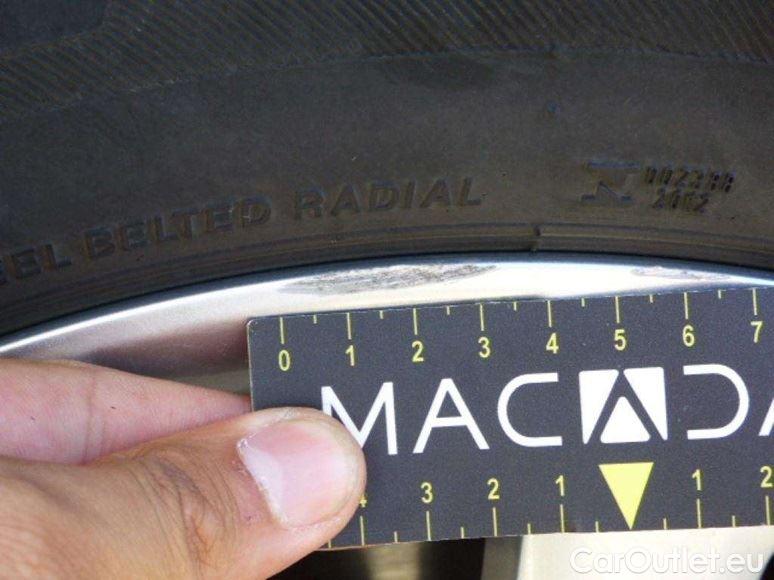 EEL BELTED RADIAL
0 1 2 3 4 5 6 7
MACADA
4 3 2 1 1 2
CarOutlet.eu